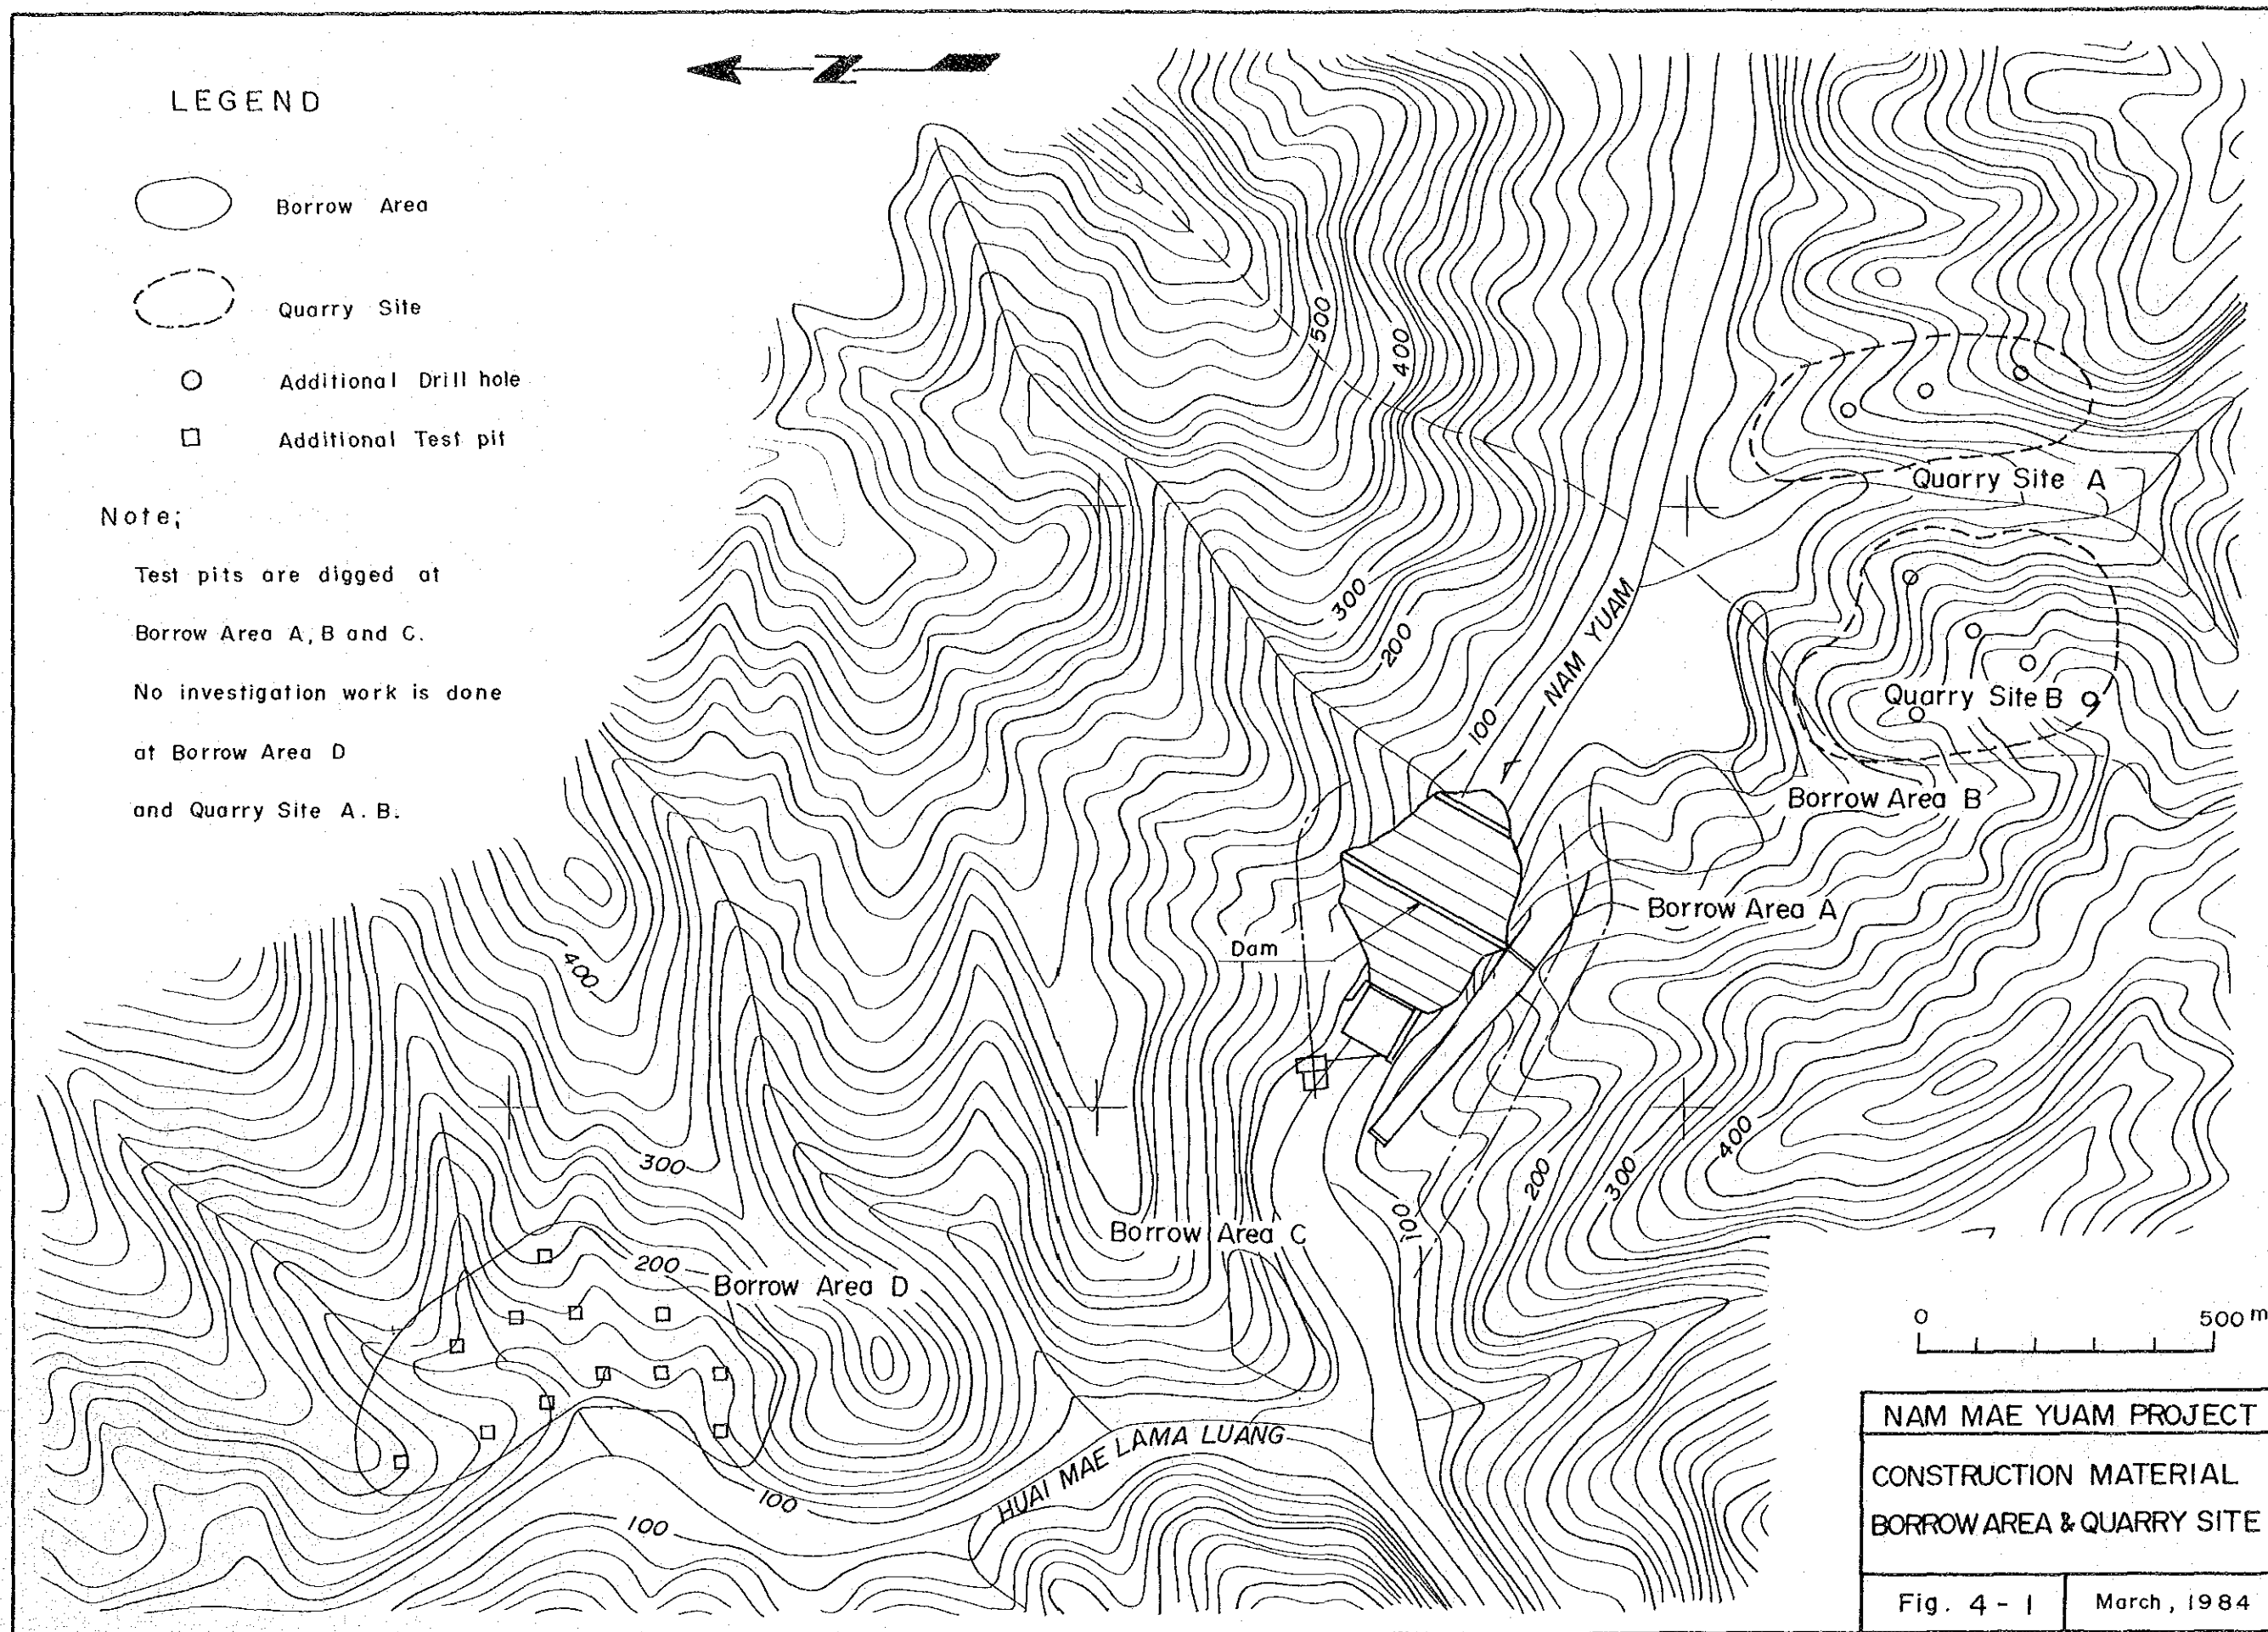 N
LEGEND
Borrow Area
Quarry Site
Additional Drill hole
Additional Test pit
Note;
Test pits are digged at
Borrow Area A, B and C.
No investigation work is done
at Borrow Area D
and Quarry Site A. B.
500
400
300
200
100
NAM YUAM
Quarry Site A
Quarry Site B
Borrow Area B
Borrow Area A
Dam
400
300
200
Borrow Area D
Borrow Area C
100
200
300
400
100
100
HUAI MAE LAMA LUANG
0 500 m
NAM MAE YUAM PROJECT
CONSTRUCTION MATERIAL
BORROW AREA & QUARRY SITE
Fig. 4 - 1
March, 1984